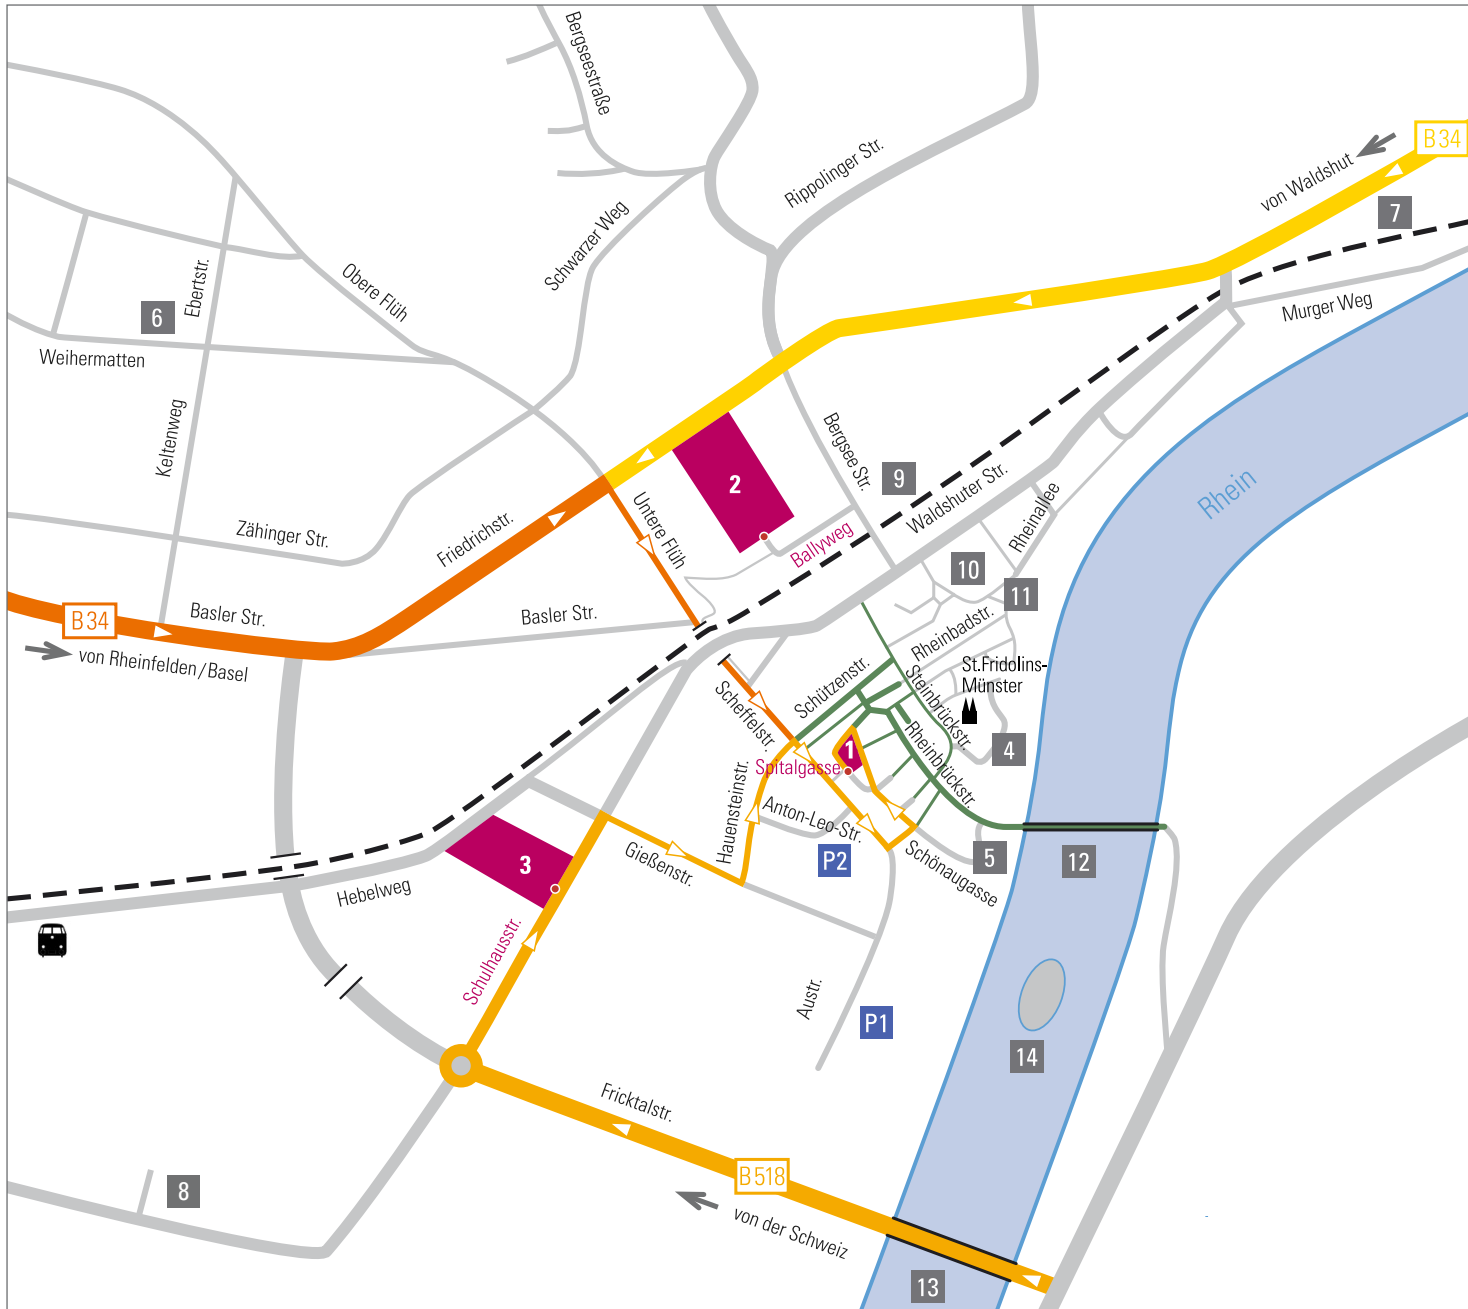 Bergseestraße
B 34
von Waldshut
Rippolinger Str.
7
Schwarzer Weg
Ebertstr.
Obere Flüh
6
Murger Weg
Weihermatten
Keltenweg
Bergsee Str.
2
9
Rhein
Waldshuter Str.
Zähinger Str.
Friedrichstr.
Untere Flüh
Rheinallee
Ballyweg
10
11
B 34
Basler Str.
Basler Str.
Rheinbadstr.
von Rheinfelden/Basel
St.Fridolins-
Münster
Schützenstr.
Steinbrückstr.
Scheffelstr.
1
4
Spitalgasse
Rheinbrückstr.
Hauensteinstr.
Anton-Leo-Str.
3
Gießenstr.
P2
Schönaugasse
5
12
Hebelweg
Schulhausstr.
Austr.
P1
14
Fricktalstr.
B 518
8
von der Schweiz
13